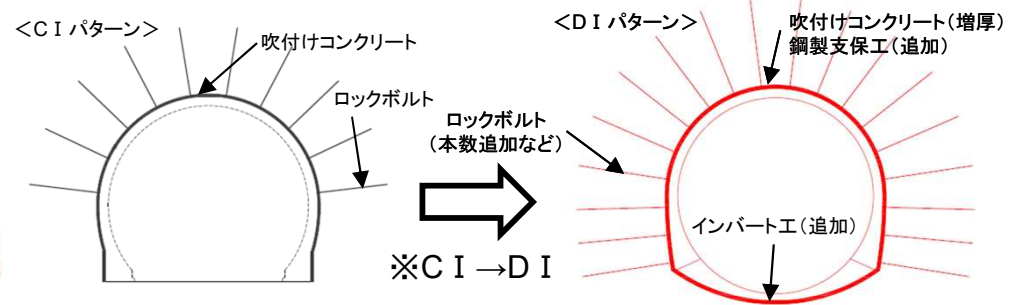 <CⅠパターン>
吹付けコンクリート
ロックボルト
※CⅠ→DⅠ
<DⅠパターン>
吹付けコンクリート(増厚)
鋼製支保工(追加)
ロックボルト
(本数追加など)
インバート工(追加)